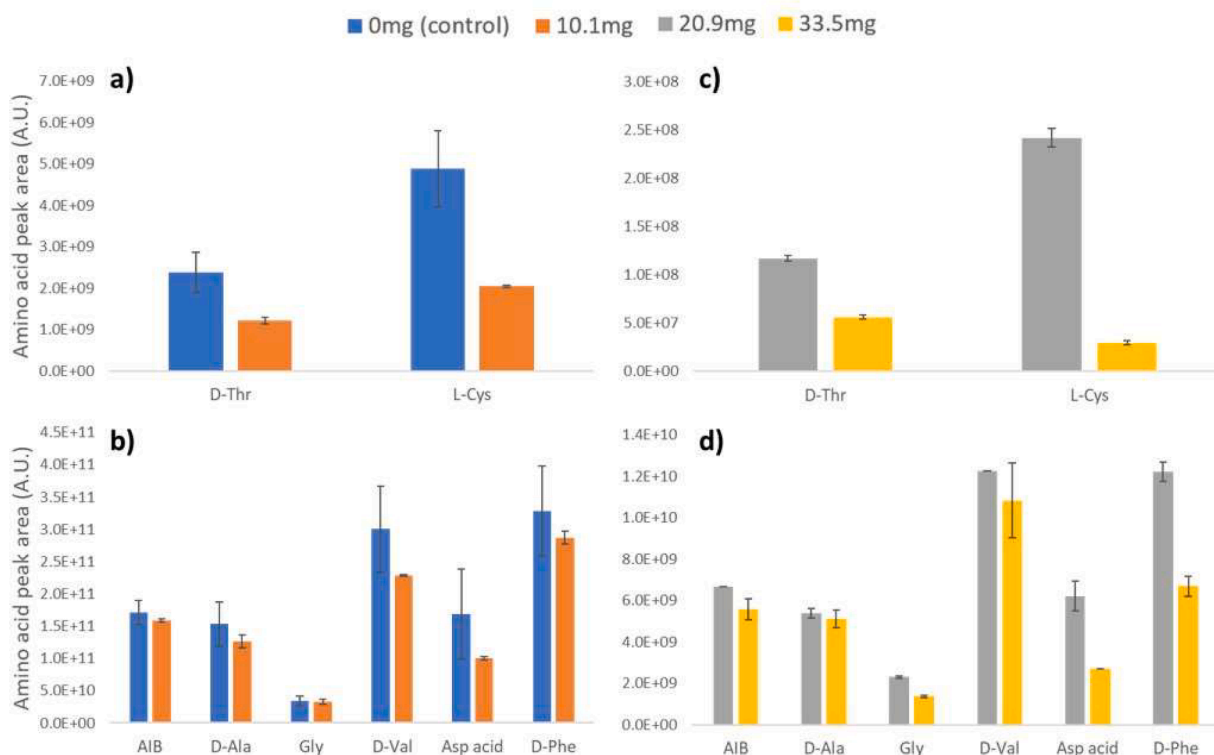 0mg (control) 10.1mg 20.9mg 33.5mg
a)
Amino acid peak area (A.U.)
7.0E+09
6.0E+09
5.0E+09
4.0E+09
3.0E+09
2.0E+09
1.0E+09
0.0E+00
D-Thr L-Cys
c)
3.0E+08
2.5E+08
2.0E+08
1.5E+08
1.0E+08
5.0E+07
0.0E+00
D-Thr L-Cys
b)
Amino acid peak area (A.U.)
4.5E+11
4.0E+11
3.5E+11
3.0E+11
2.5E+11
2.0E+11
1.5E+11
1.0E+11
5.0E+10
0.0E+00
AIB D-Ala Gly D-Val Asp acid D-Phe
d)
1.4E+10
1.2E+10
1.0E+10
8.0E+09
6.0E+09
4.0E+09
2.0E+09
0.0E+00
AIB D-Ala Gly D-Val Asp acid D-Phe